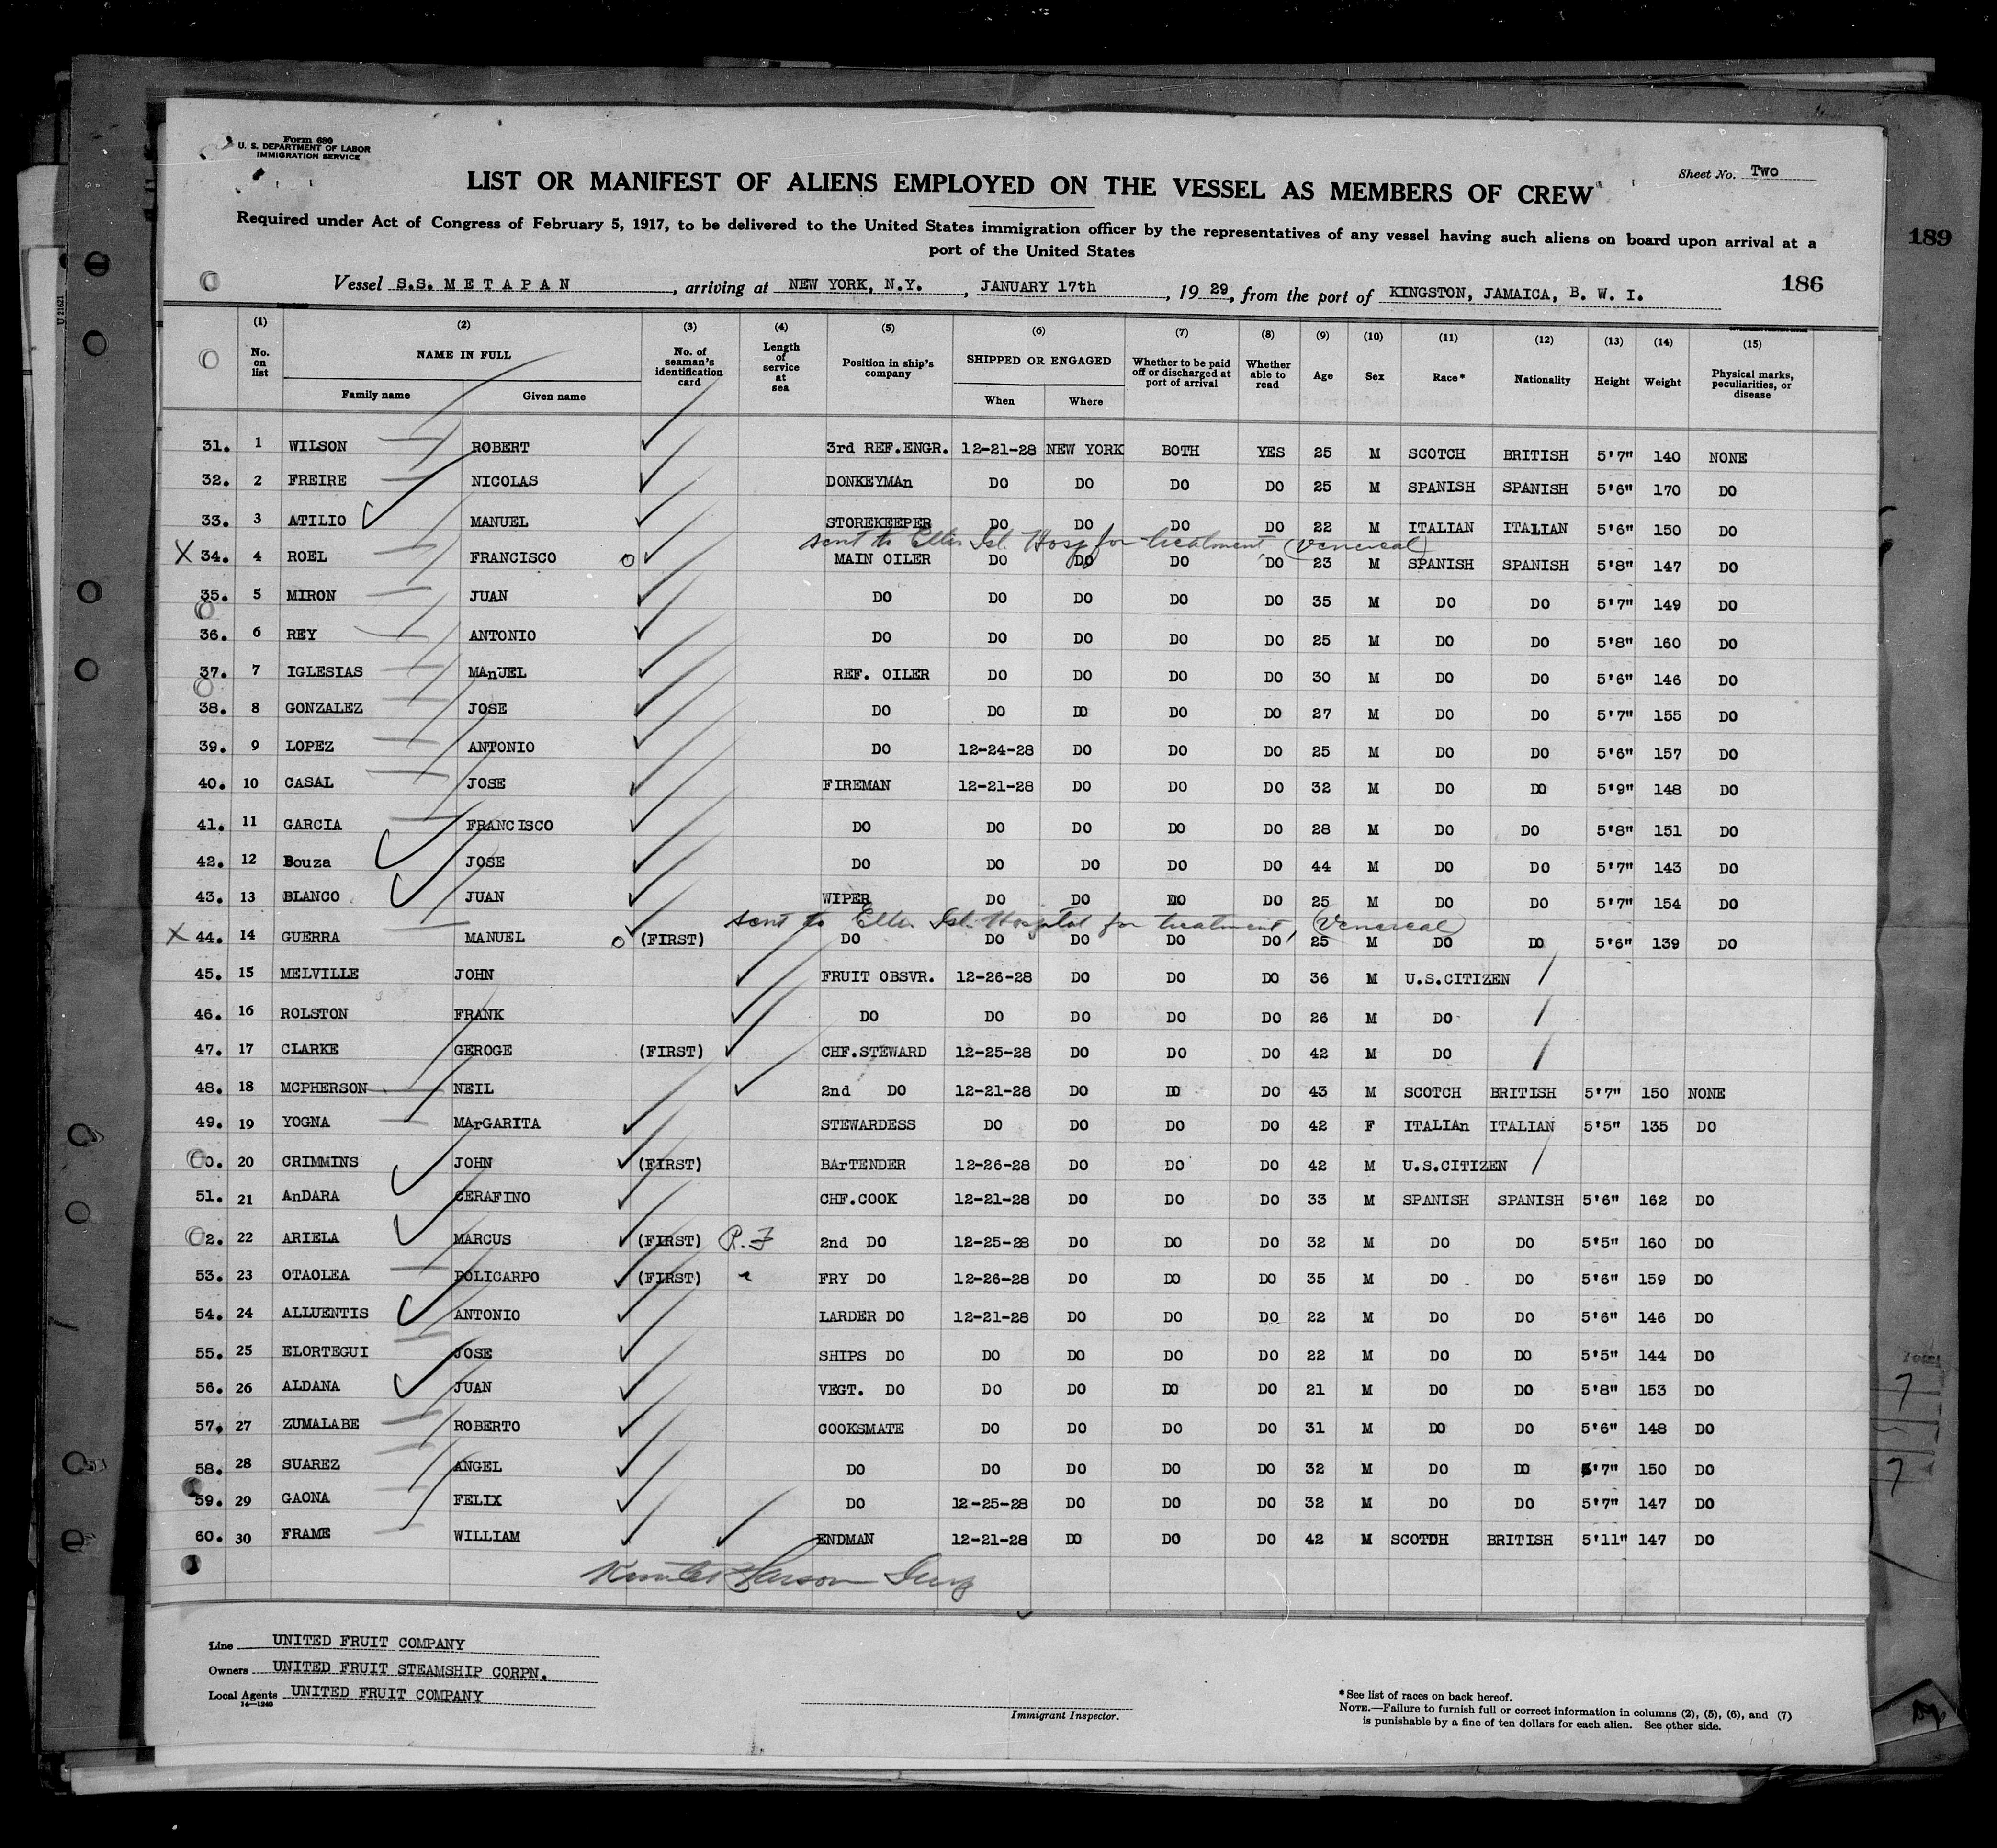 Form 680
U. S. DEPARTMENT OF LABOR
IMMIGRATION SERVICE
Sheet No. Two
LIST OR MANIFEST OF ALIENS EMPLOYED ON THE VESSEL AS MEMBERS OF CREW
Required under Act of Congress of February 5, 1917, to be delivered to the United States immigration officer by the representatives of any vessel having such aliens on board upon arrival at a
port of the United States
189
186
Vessel S.S. METAPAN, arriving at NEW YORK, N.Y., JANUARY 17th, 1929, from the port of KINGSTON, JAMAICA, B. W. I.
(1) (2) (3) (4) (5) (6) (7) (8) (9) (10) (11) (12) (13) (14) (15)
No. on list NAME IN FULL Family name Given name No. of seaman's identification card Length of service at sea Position in ship's company SHIPPED OR ENGAGED When Where Whether to be paid off or discharged at port of arrival Whether able to read Age Sex Race* Nationality Height Weight Physical marks, peculiarities, or disease
31. 1 WILSON ROBERT 3rd REF.ENGR. 12-21-28 NEW YORK BOTH YES 25 M SCOTCH BRITISH 5'7" 140 NONE
32. 2 FREIRE NICOLAS DONKEYMAn DO DO DO DO 25 M SPANISH SPANISH 5'6" 170 DO
33. 3 ATILIO MANUEL STOREKEEPER DO DO DO DO 22 M ITALIAN ITALIAN 5'6" 150 DO
sent to Ellis Isl. Hosp for treatment, (Venereal)
X 34. 4 ROEL FRANCISCO MAIN OILER DO DO DO DO 23 M SPANISH SPANISH 5'8" 147 DO
35. 5 MIRON JUAN DO DO DO DO DO 35 M DO DO 5'7" 149 DO
36. 6 REY ANTONIO DO DO DO DO DO 25 M DO DO 5'8" 160 DO
37. 7 IGLESIAS MAnUEL REF. OILER DO DO DO DO 30 M DO DO 5'6" 146 DO
38. 8 GONZALEZ JOSE DO DO DO DO DO 27 M DO DO 5'7" 155 DO
39. 9 LOPEZ ANTONIO DO 12-24-28 DO DO DO 25 M DO DO 5'6" 157 DO
40. 10 CASAL JOSE FIREMAN 12-21-28 DO DO DO 32 M DO DO 5'9" 148 DO
41. 11 GARCIA FRANCISCO DO DO DO DO DO 28 M DO DO 5'8" 151 DO
42. 12 Bouza JOSE DO DO DO DO DO 44 M DO DO 5'7" 143 DO
43. 13 BLANCO JUAN WIPER DO DO DO DO 25 M DO DO 5'7" 154 DO
sent to Ellis Isl. Hospital for treatment, (Venereal)
X 44. 14 GUERRA MANUEL (FIRST) DO DO DO DO DO 25 M DO DO 5'6" 139 DO
45. 15 MELVILLE JOHN FRUIT OBSVR. 12-26-28 DO DO DO 36 M U.S.CITIZEN
46. 16 ROLSTON FRANK DO DO DO DO DO 26 M DO
47. 17 CLARKE GEROGE (FIRST) CHF.STEWARD 12-25-28 DO DO DO 42 M DO
48. 18 MCPHERSON NEIL 2nd DO 12-21-28 DO DO DO 43 M SCOTCH BRITISH 5'7" 150 NONE
49. 19 YOGNA MArGARITA STEWARDESS DO DO DO DO 42 F ITALIAn ITALIAN 5'5" 135 DO
0. 20 CRIMMINS JOHN (FIRST) BArTENDER 12-26-28 DO DO DO 42 M U.S.CITIZEN
51. 21 AnDARA CERAFINO CHF.COOK 12-21-28 DO DO DO 33 M SPANISH SPANISH 5'6" 162 DO
2. 22 ARIELA MARCUS (FIRST) P.F 2nd DO 12-25-28 DO DO DO 32 M DO DO 5'5" 160 DO
53. 23 OTAOLEA POLICARPO (FIRST) FRY DO 12-26-28 DO DO DO 35 M DO DO 5'6" 159 DO
54. 24 ALLUENTIS ANTONIO LARDER DO 12-21-28 DO DO DO 22 M DO DO 5'6" 146 DO
55. 25 ELORTEGUI JOSE SHIPS DO DO DO DO DO 22 M DO DO 5'5" 144 DO
56. 26 ALDANA JUAN VEGT. DO DO DO DO DO 21 M DO DO 5'8" 153 DO
57. 27 ZUMALABE ROBERTO COOKSMATE DO DO DO DO 31 M DO DO 5'6" 148 DO
58. 28 SUAREZ ANGEL DO DO DO DO DO 32 M DO DO 5'7" 150 DO
59. 29 GAONA FELIX DO 12-25-28 DO DO DO 32 M DO DO 5'7" 147 DO
60. 30 FRAME WILLIAM ENDMAN 12-21-28 DO DO DO 42 M SCOTCH BRITISH 5'11" 147 DO
Line UNITED FRUIT COMPANY
Owners UNITED FRUIT STEAMSHIP CORPN.
Local Agents UNITED FRUIT COMPANY
14-1240
Immigrant Inspector.
*See list of races on back hereof.
NOTE.—Failure to furnish full or correct information in columns (2), (5), (6), and (7)
is punishable by a fine of ten dollars for each alien. See other side.